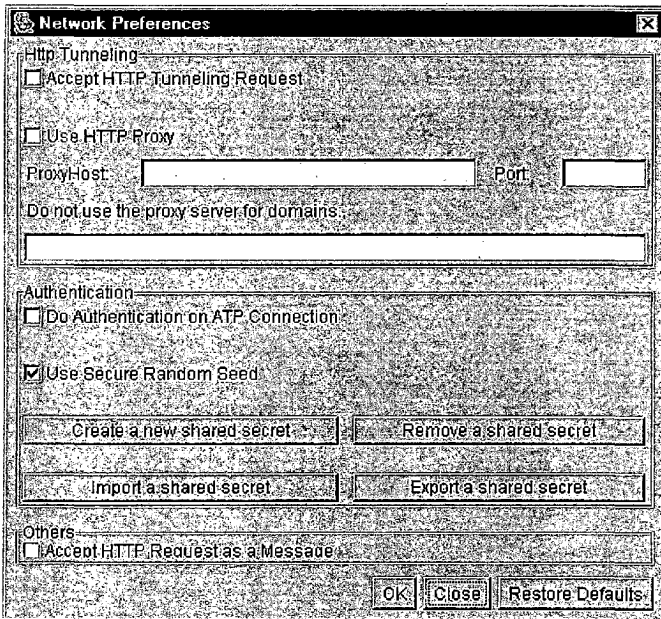 Network Preferences
Http Tunneling
Accept HTTP Tunneling Request
Use HTTP Proxy
ProxyHost: Port:
Do not use the proxy server for domains:
Authentication
Do Authentication on ATP Connection
Use Secure Random Seed
Create a new shared secret Remove a shared secret
Import a shared secret Export a shared secret
Others
Accept HTTP Request as a Message
OK Close Restore Defaults